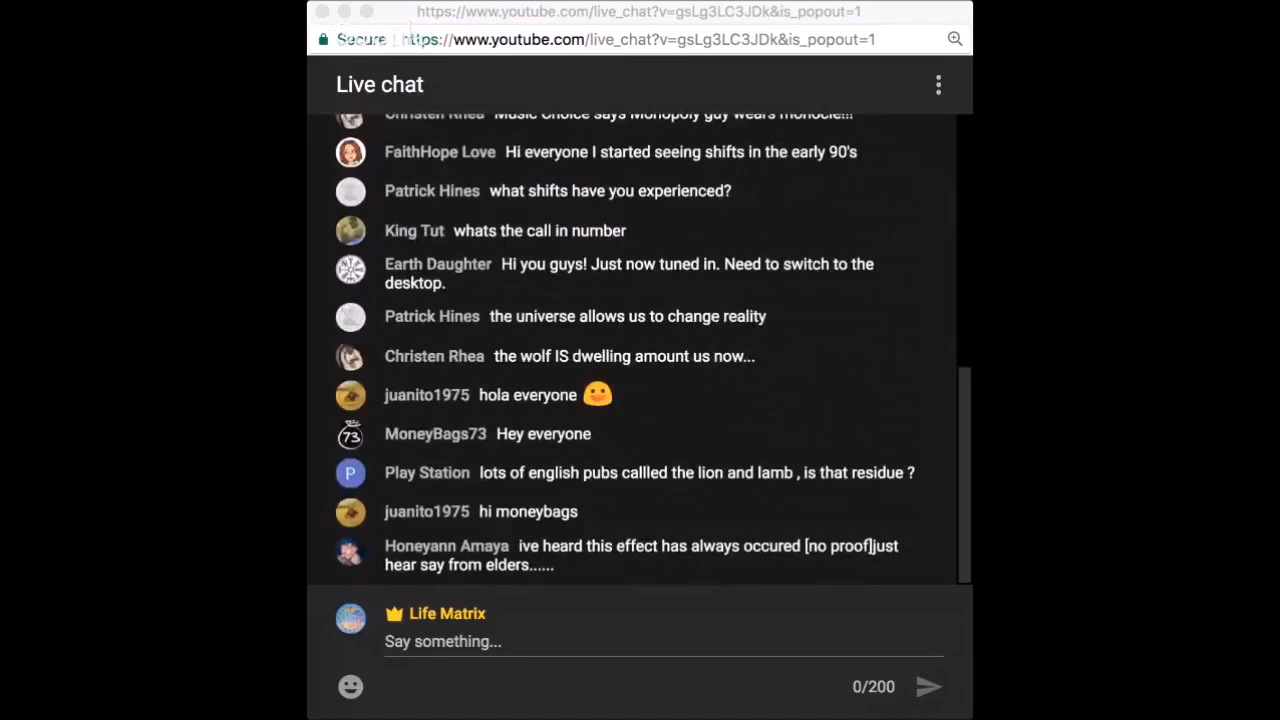 https://www.youtube.com/live_chat?v=gsLg3LC3JDk&is_popout=1
Secure https://www.youtube.com/live_chat?v=gsLg3LC3JDk&is_popout=1
Live chat
Christen Rhea Music Choice says Monopoly guy wears monocle!!!
FaithHope Love Hi everyone I started seeing shifts in the early 90's
Patrick Hines what shifts have you experienced?
King Tut whats the call in number
Earth Daughter Hi you guys! Just now tuned in. Need to switch to the
desktop.
Patrick Hines the universe allows us to change reality
Christen Rhea the wolf IS dwelling amount us now...
juanito1975 hola everyone
73
MoneyBags73 Hey everyone
P
Play Station lots of english pubs callled the lion and lamb , is that residue ?
juanito1975 hi moneybags
Honeyann Amaya ive heard this effect has always occured [no proof]just
hear say from elders......
Life Matrix
Say something...
0/200